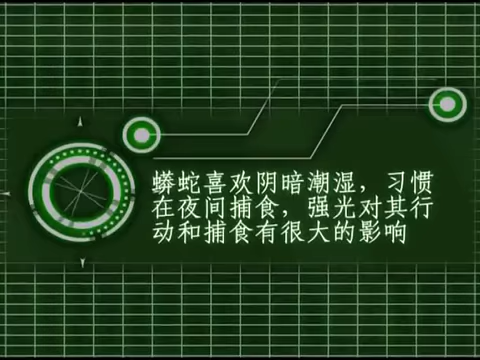 蟒蛇喜欢阴暗潮湿，习惯
在夜间捕食，强光对其行
动和捕食有很大的影响